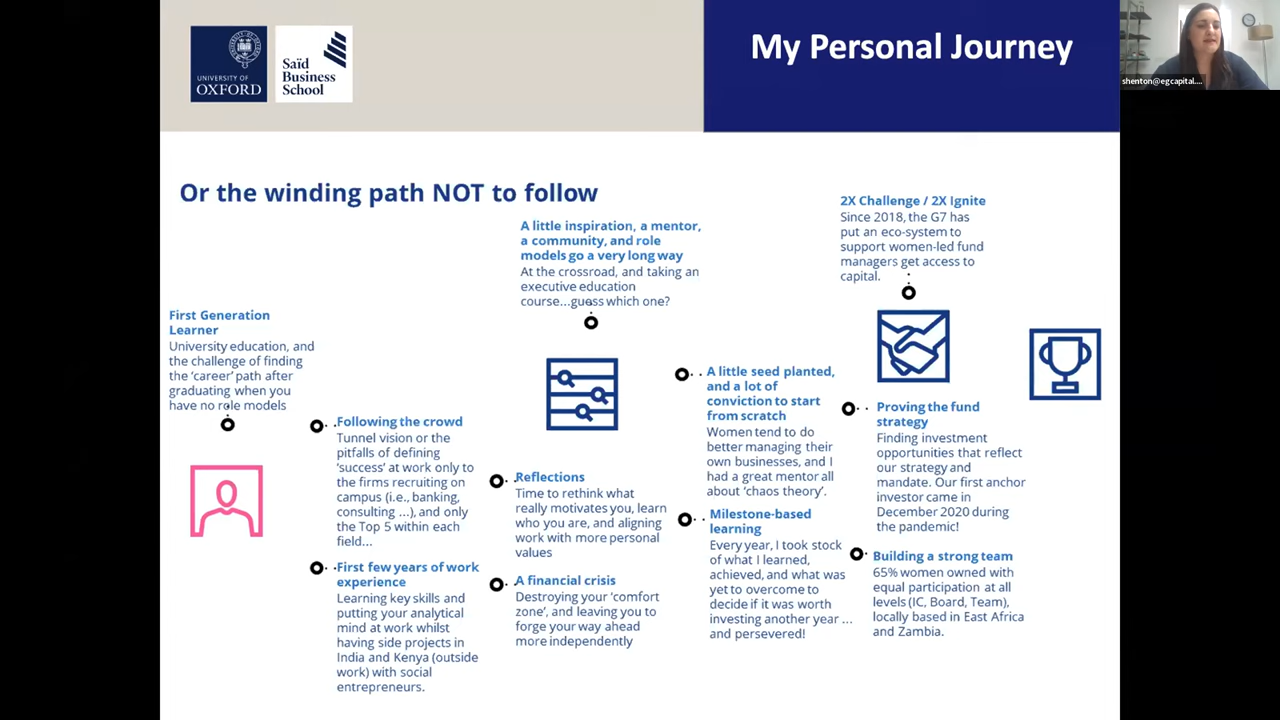 UNIVERSITY OF
OXFORD
Saïd
Business
School
My Personal Journey
shenton@egcapital....
Or the winding path NOT to follow
First Generation
Learner
University education, and
the challenge of finding
the ‘career’ path after
graduating when you
have no role models
Following the crowd
Tunnel vision or the
pitfalls of defining
‘success’ at work only to
the firms recruiting on
campus (i.e., banking,
consulting ...), and only
the Top 5 within each
field...
First few years of work
experience
Learning key skills and
putting your analytical
mind at work whilst
having side projects in
India and Kenya (outside
work) with social
entrepreneurs.
A little inspiration, a mentor,
a community, and role
models go a very long way
At the crossroad, and taking an
executive education
course...guess which one?
Reflections
Time to rethink what
really motivates you, learn
who you are, and aligning
work with more personal
values
A financial crisis
Destroying your ‘comfort
zone’, and leaving you to
forge your way ahead
more independently
A little seed planted,
and a lot of
conviction to start
from scratch
Women tend to do
better managing their
own businesses, and I
had a great mentor all
about ‘chaos theory’.
Milestone-based
learning
Every year, I took stock
of what I learned,
achieved, and what was
yet to overcome to
decide if it was worth
investing another year ...
and persevered!
2X Challenge / 2X Ignite
Since 2018, the G7 has
put an eco-system to
support women-led fund
managers get access to
capital.
Proving the fund
strategy
Finding investment
opportunities that reflect
our strategy and
mandate. Our first anchor
investor came in
December 2020 during
the pandemic!
Building a strong team
65% women owned with
equal participation at all
levels (IC, Board, Team),
locally based in East Africa
and Zambia.